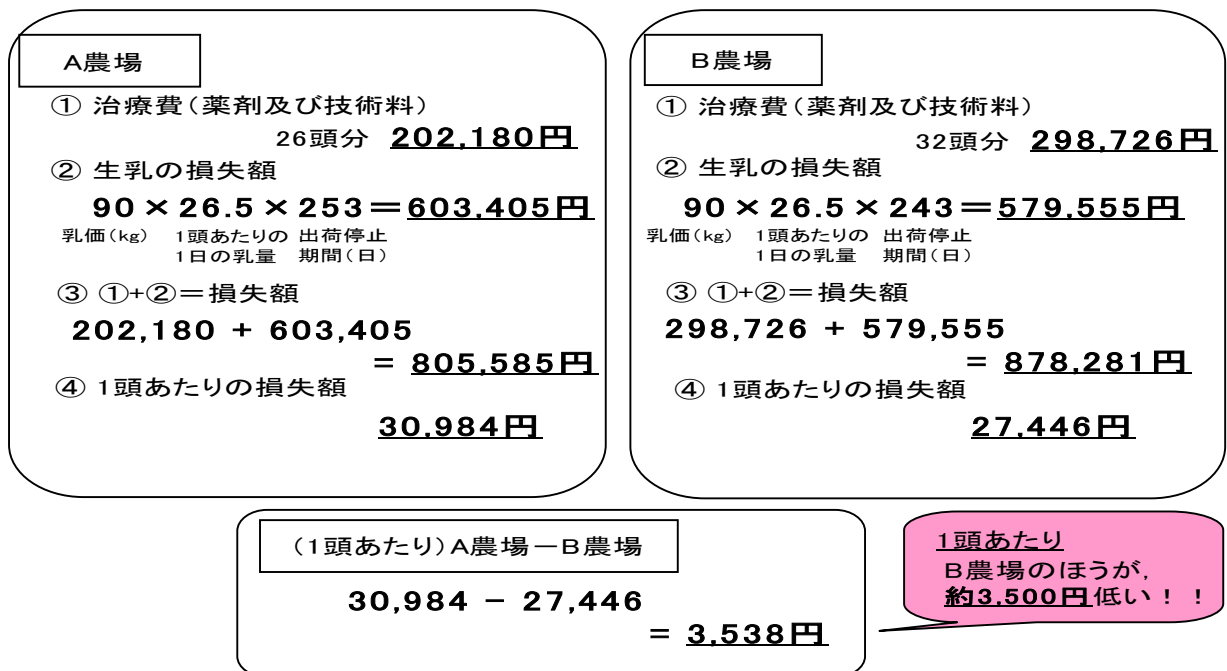 A農場
① 治療費(薬剤及び技術料)
26頭分 202,180円
② 生乳の損失額
90 × 26.5 × 253＝603,405円
乳価(kg) 1頭あたりの 出荷停止
1日の乳量 期間(日)
③ ①+②＝損失額
202,180 + 603,405
= 805,585円
④ 1頭あたりの損失額
30,984円
B農場
① 治療費(薬剤及び技術料)
32頭分 298,726円
② 生乳の損失額
90 × 26.5 × 243＝579,555円
乳価(kg) 1頭あたりの 出荷停止
1日の乳量 期間(日)
③ ①+②＝損失額
298,726 + 579,555
= 878,281円
④ 1頭あたりの損失額
27,446円
(1頭あたり)A農場－B農場
30,984 － 27,446
= 3,538円
1頭あたり
B農場のほうが,
約3,500円低い！！